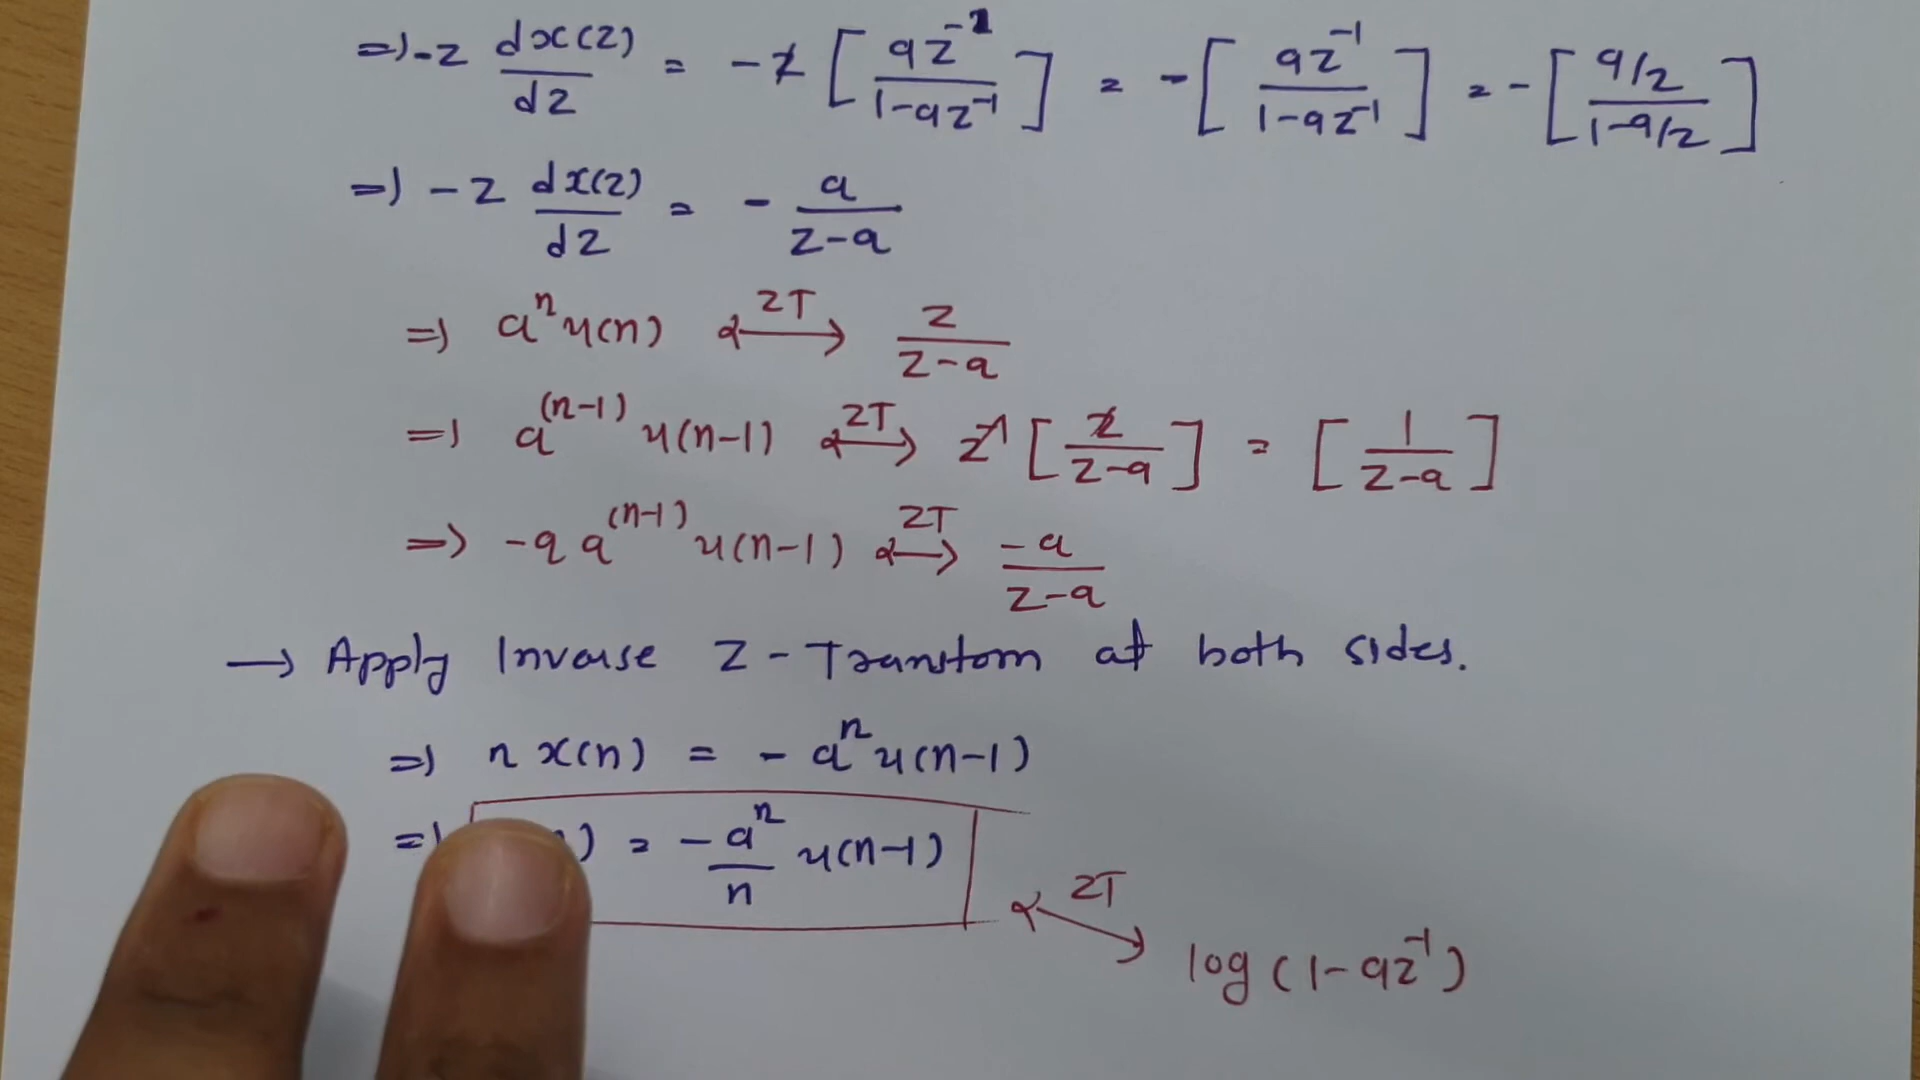 => -z dx(z)/dz = -z [ az^-2 / 1-az^-1 ] = -[ az^-1 / 1-az^-1 ] = -[ a/z / 1-a/z ]
=> -z dx(z)/dz = - a/z-a
=> a^n u(n) <-ZT-> z/z-a
=> a^(n-1) u(n-1) <-ZT-> z^-1 [ z/z-a ] = [ 1/z-a ]
=> -a a^(n-1) u(n-1) <-ZT-> -a/z-a
→ Apply Inverse Z-Transform at both sides.
=> n x(n) = - a^n u(n-1)
=> ) = - a^n/n u(n-1) <-ZT-> log(1-az^-1)